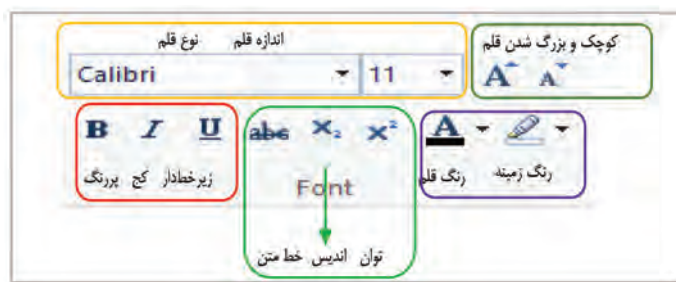 نوع قلم اندازه قلم
کوچک و بزرگ شدن قلم
Calibri 11 A A
B I U abc X₂ X² A
پررنگ کج زیرخطدار
Font
رنگ قلم رنگ زمینه
توان اندیس خط متن